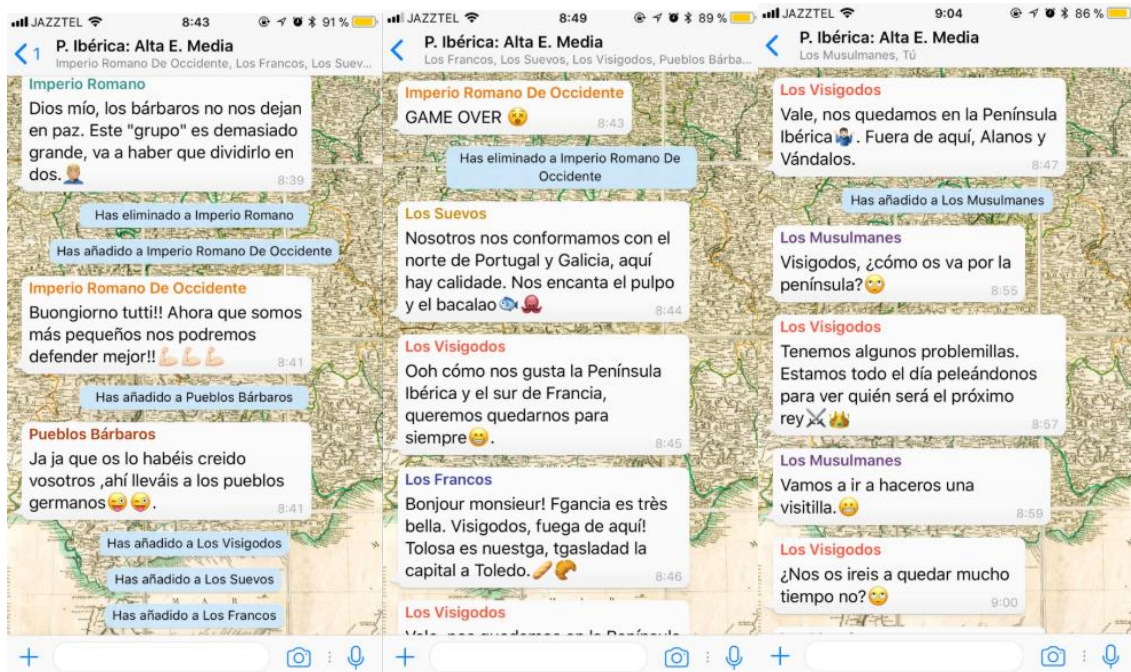 JAZZTEL 8:43 91 %
1 P. Ibérica: Alta E. Media
Imperio Romano De Occidente, Los Francos, Los Suev...
Imperio Romano
Dios mío, los bárbaros no nos dejan
en paz. Este "grupo" es demasiado
grande, va a haber que dividirlo en
dos.
8:39
Has eliminado a Imperio Romano
Has añadido a Imperio Romano De Occidente
Imperio Romano De Occidente
Buongiorno tutti!! Ahora que somos
más pequeños nos podremos
defender mejor!!
8:41
Has añadido a Pueblos Bárbaros
Pueblos Bárbaros
Ja ja que os lo habéis creido
vosotros ,ahí lleváis a los pueblos
germanos .
8:41
Has añadido a Los Visigodos
Has añadido a Los Suevos
Has añadido a Los Francos
JAZZTEL 8:49 89 %
P. Ibérica: Alta E. Media
Los Francos, Los Suevos, Los Visigodos, Pueblos Bárba...
Imperio Romano De Occidente
GAME OVER
8:43
Has eliminado a Imperio Romano De
Occidente
Los Suevos
Nosotros nos conformamos con el
norte de Portugal y Galicia, aquí
hay calidade. Nos encanta el pulpo
y el bacalao
8:44
Los Visigodos
Ooh cómo nos gusta la Península
Ibérica y el sur de Francia,
queremos quedarnos para
siempre .
8:45
Los Francos
Bonjour monsieur! Fgancia es très
bella. Visigodos, fuega de aquí!
Tolosa es nuestga, tgasladad la
capital a Toledo.
8:46
Los Visigodos
JAZZTEL 9:04 86 %
P. Ibérica: Alta E. Media
Los Musulmanes, Tú
Los Visigodos
Vale, nos quedamos en la Península
Ibérica . Fuera de aquí, Alanos y
Vándalos.
8:47
Has añadido a Los Musulmanes
Los Musulmanes
Visigodos, ¿cómo os va por la
península?
8:55
Los Visigodos
Tenemos algunos problemillas.
Estamos todo el día peleándonos
para ver quién será el próximo
rey
8:57
Los Musulmanes
Vamos a ir a haceros una
visitilla.
8:59
Los Visigodos
¿Nos os ireis a quedar mucho
tiempo no?
9:00